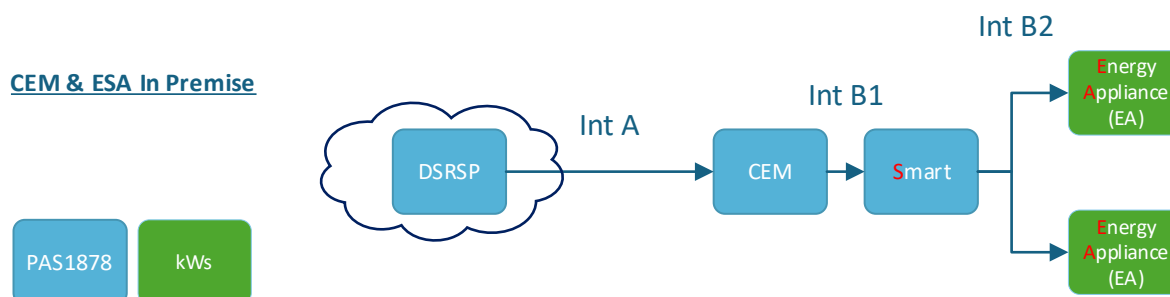 Int B2
CEM & ESA In Premise
Energy
Appliance
(EA)
Int B1
Int A
DSRSP
CEM
Smart
Energy
Appliance
(EA)
PAS1878
kWs